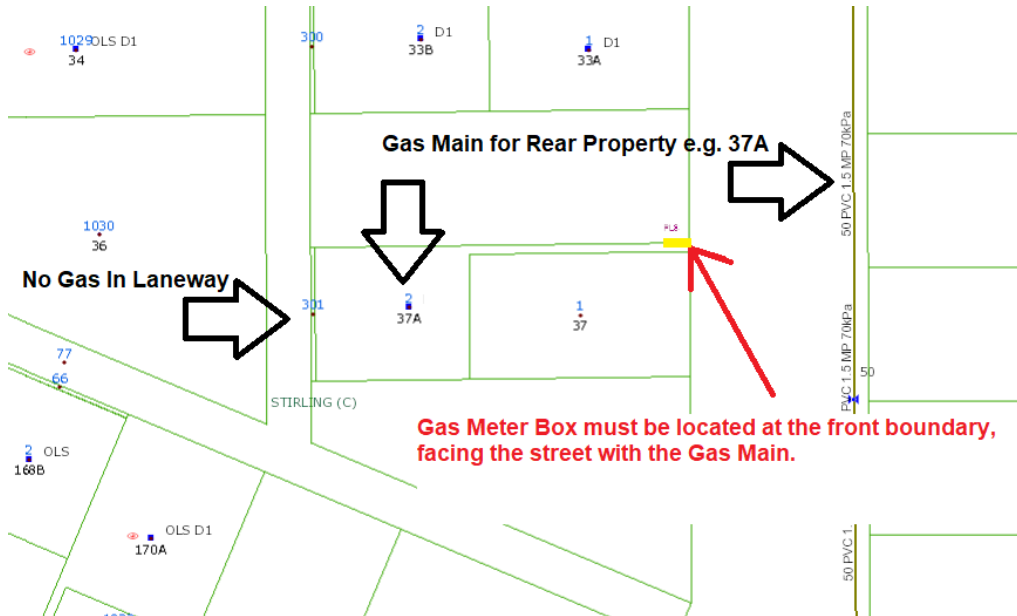 1029 OLS D1
34
300
2 D1
33B
1 D1
33A
Gas Main for Rear Property e.g. 37A
50 PVC 1.5 MP 70kPa
1030
36
No Gas In Laneway
301
2
37A
1
37
PVC 1.5 MP 70kPa
50
77
66
STIRLING (C)
Gas Meter Box must be located at the front boundary,
facing the street with the Gas Main.
2 OLS
168B
OLS D1
170A
50 PVC 1.